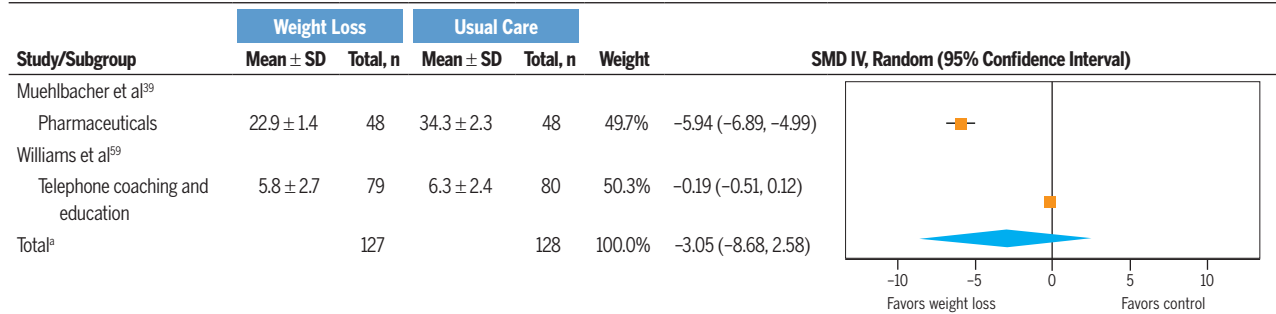 Weight Loss Usual Care
Study/Subgroup Mean ± SD Total, n Mean ± SD Total, n Weight SMD IV, Random (95% Confidence Interval)
Muehlbacher et al³⁹
Pharmaceuticals 22.9 ± 1.4 48 34.3 ± 2.3 48 49.7% −5.94 (−6.89, −4.99)
Williams et al⁵⁹
Telephone coaching and 5.8 ± 2.7 79 6.3 ± 2.4 80 50.3% −0.19 (−0.51, 0.12)
education
Totalᵃ 127 128 100.0% −3.05 (−8.68, 2.58)
−10 −5 0 5 10
Favors weight loss Favors control